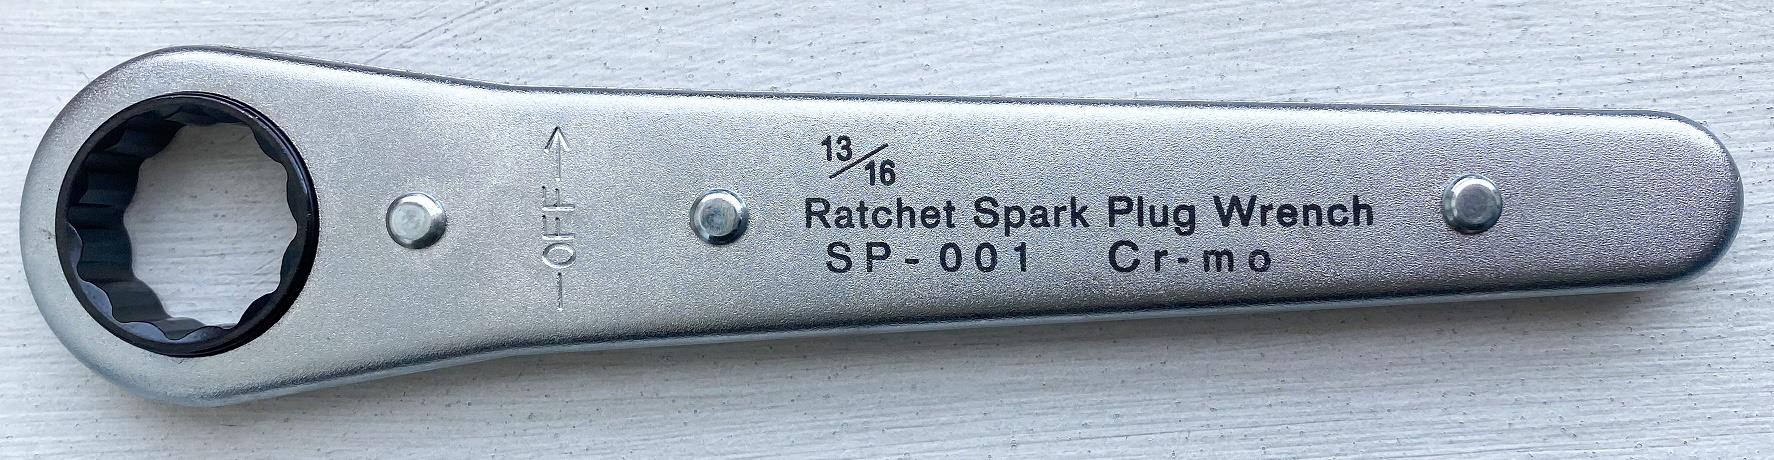 OFF
13/16
Ratchet Spark Plug Wrench
SP-001 Cr-mo